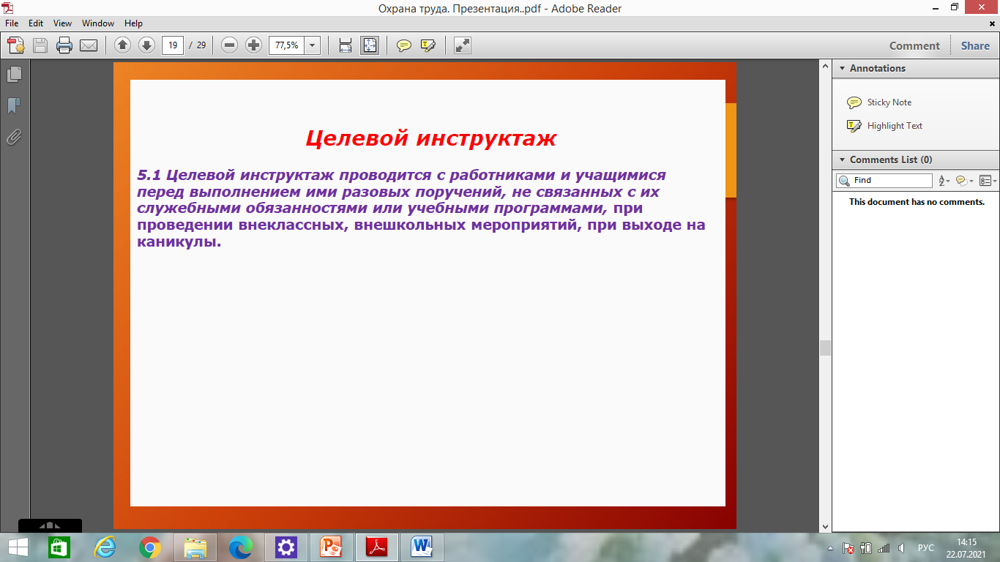 Охрана труда. Презентация..pdf - Adobe Reader
File Edit View Window Help
19 / 29 77,5% Comment Share
Annotations
Sticky Note
Highlight Text
Comments List (0)
Find
This document has no comments.
Целевой инструктаж
5.1 Целевой инструктаж проводится с работниками и учащимися
перед выполнением ими разовых поручений, не связанных с их
служебными обязанностями или учебными программами, при
проведении внеклассных, внешкольных мероприятий, при выходе на
каникулы.
РУС
14:15
22.07.2021